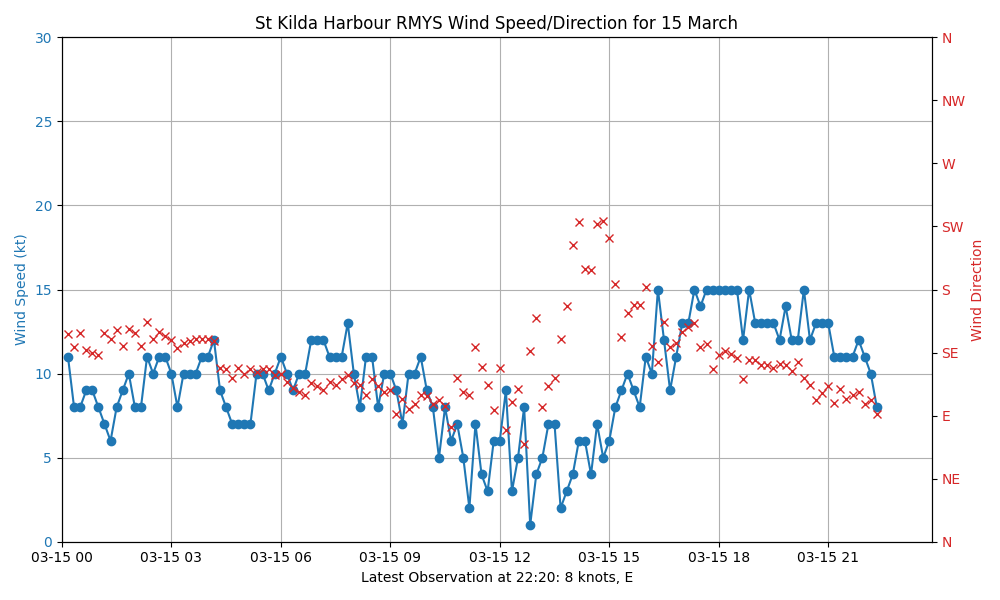 St Kilda Harbour RMYS Wind Speed/Direction for 15 March
Wind Speed (kt)
30
25
20
15
10
5
0
N
NW
W
SW
S
SE
E
NE
N
Wind Direction
03-15 00 03-15 03 03-15 06 03-15 09 03-15 12 03-15 15 03-15 18 03-15 21
Latest Observation at 22:20: 8 knots, E